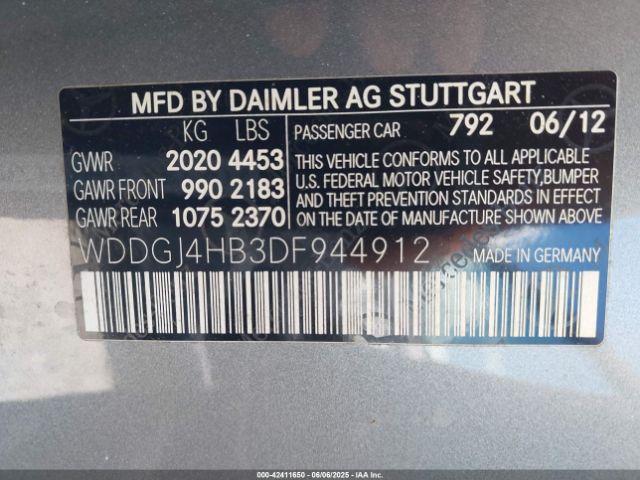 MFD BY DAIMLER AG STUTTGART
KG LBS PASSENGER CAR 792 06/12
GVWR 2020 4453
GAWR FRONT 990 2183
GAWR REAR 1075 2370
THIS VEHICLE CONFORMS TO ALL APPLICABLE
U.S. FEDERAL MOTOR VEHICLE SAFETY,BUMPER
AND THEFT PREVENTION STANDARDS IN EFFECT
ON THE DATE OF MANUFACTURE SHOWN ABOVE
WDDGJ4HB3DF944912 MADE IN GERMANY
000-42411650 - 06/06/2025 - IAAI Branch